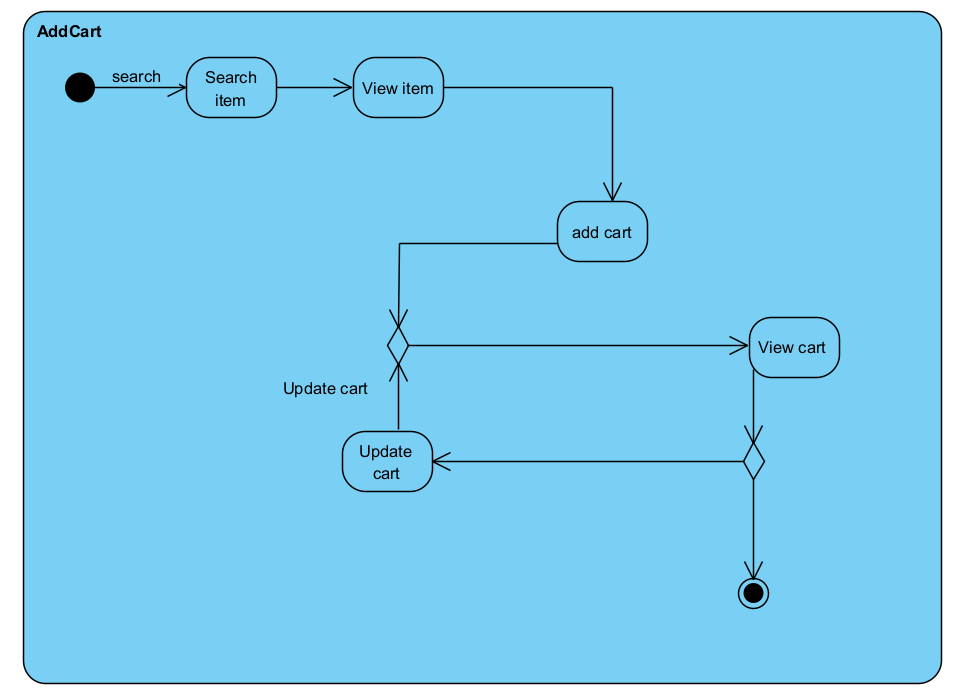 AddCart
search
Search
item
View item
add cart
View cart
Update cart
Update
cart